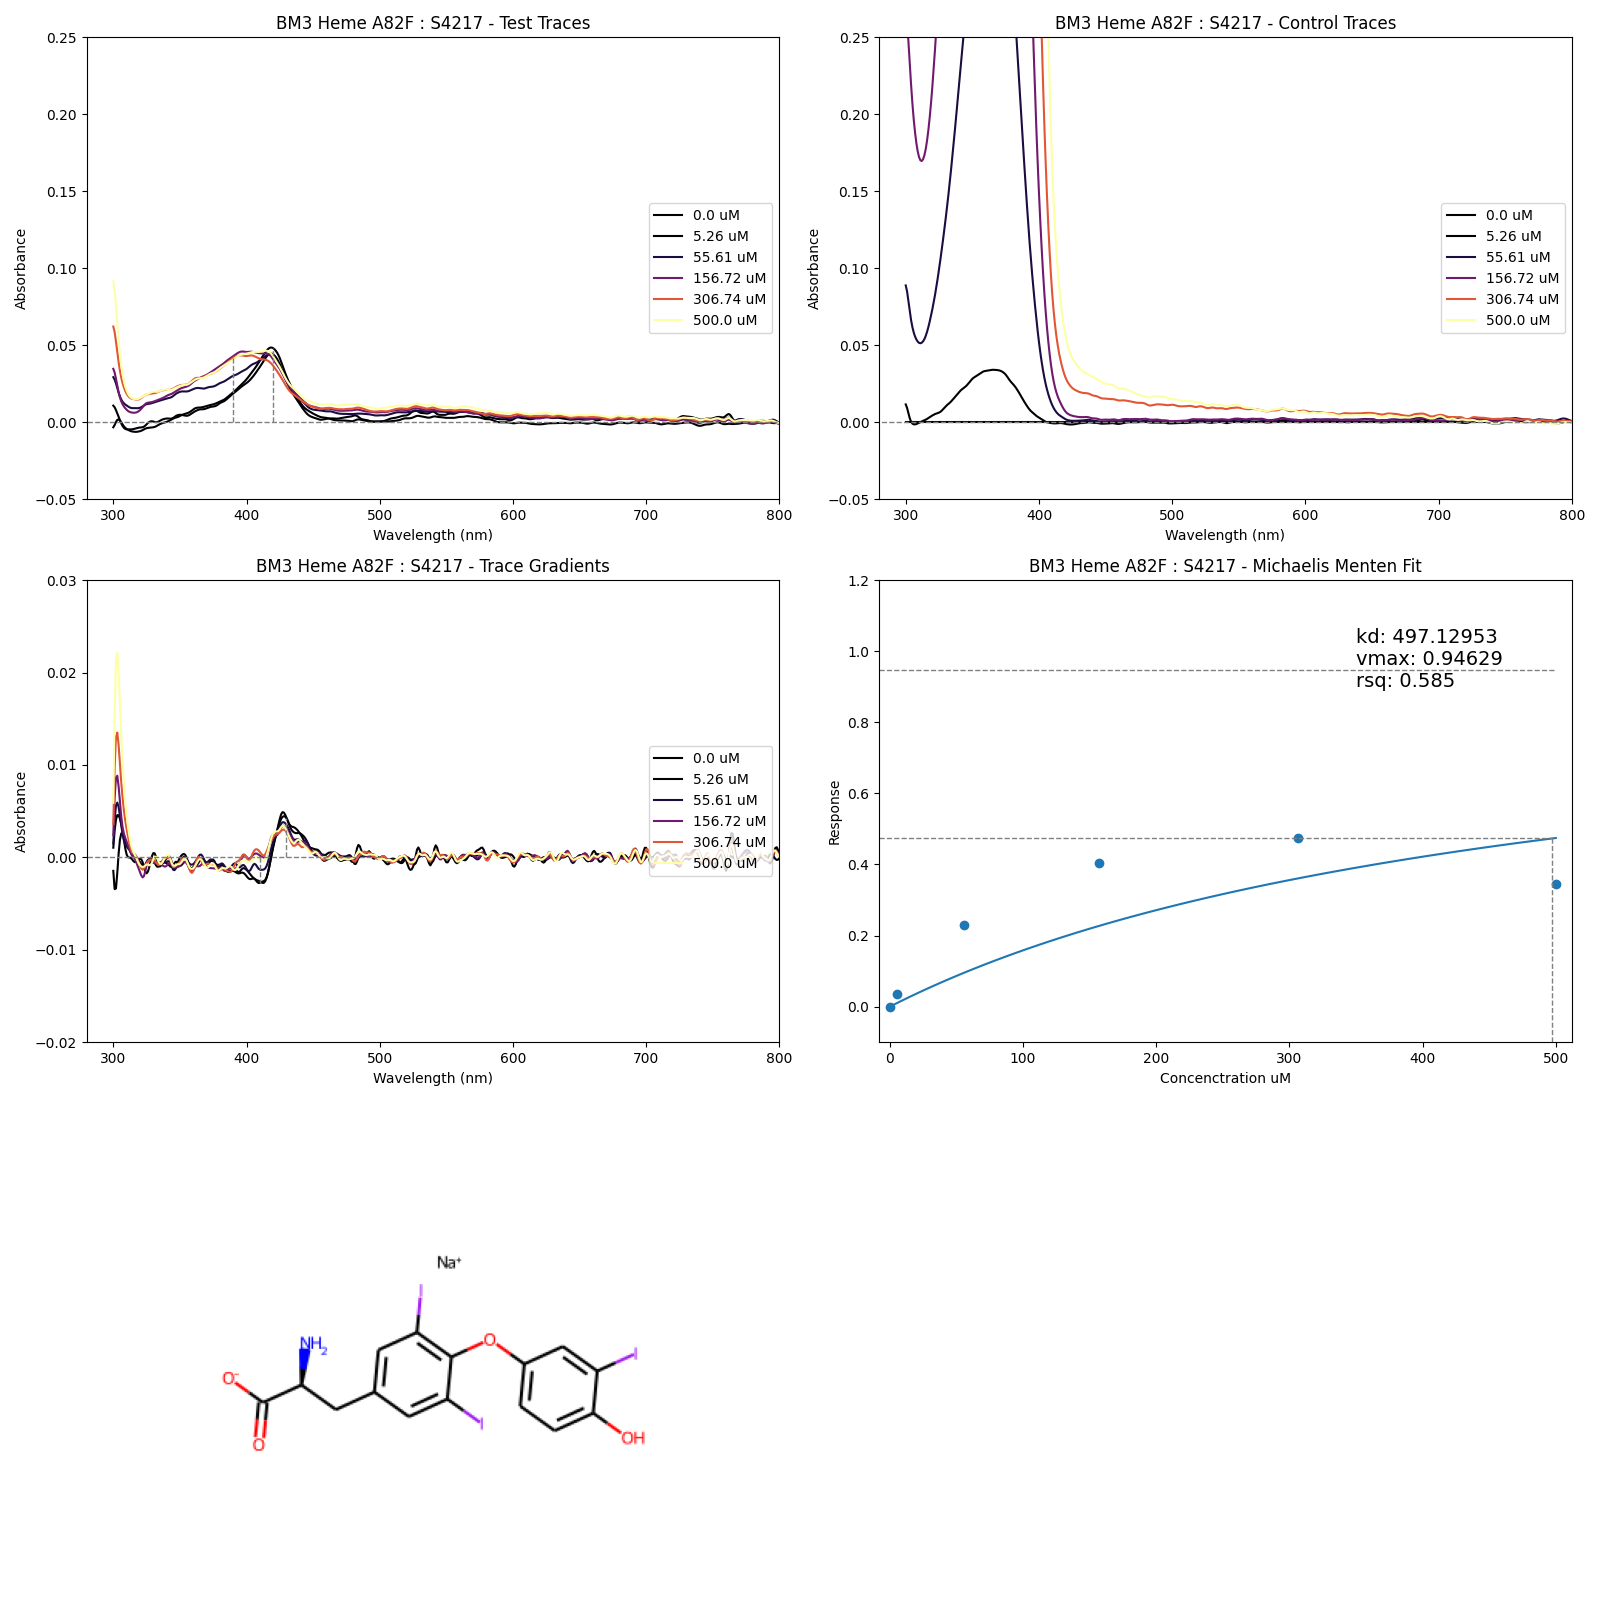 BM3 Heme A82F : S4217 - Test Traces
Absorbance
0.25
0.20
0.15
0.10
0.05
0.00
−0.05
0.0 uM
5.26 uM
55.61 uM
156.72 uM
306.74 uM
500.0 uM
300 400 500 600 700 800
Wavelength (nm)
BM3 Heme A82F : S4217 - Control Traces
Absorbance
0.25
0.20
0.15
0.10
0.05
0.00
−0.05
0.0 uM
5.26 uM
55.61 uM
156.72 uM
306.74 uM
500.0 uM
300 400 500 600 700 800
Wavelength (nm)
BM3 Heme A82F : S4217 - Trace Gradients
Absorbance
0.03
0.02
0.01
0.00
−0.01
−0.02
0.0 uM
5.26 uM
55.61 uM
156.72 uM
306.74 uM
500.0 uM
300 400 500 600 700 800
Wavelength (nm)
BM3 Heme A82F : S4217 - Michaelis Menten Fit
Response
1.2
1.0
0.8
0.6
0.4
0.2
0.0
kd: 497.12953
vmax: 0.94629
rsq: 0.585
0 100 200 300 400 500
Concenctration uM
Na⁺
I
NH₂
O
I
O⁻
I
O
OH